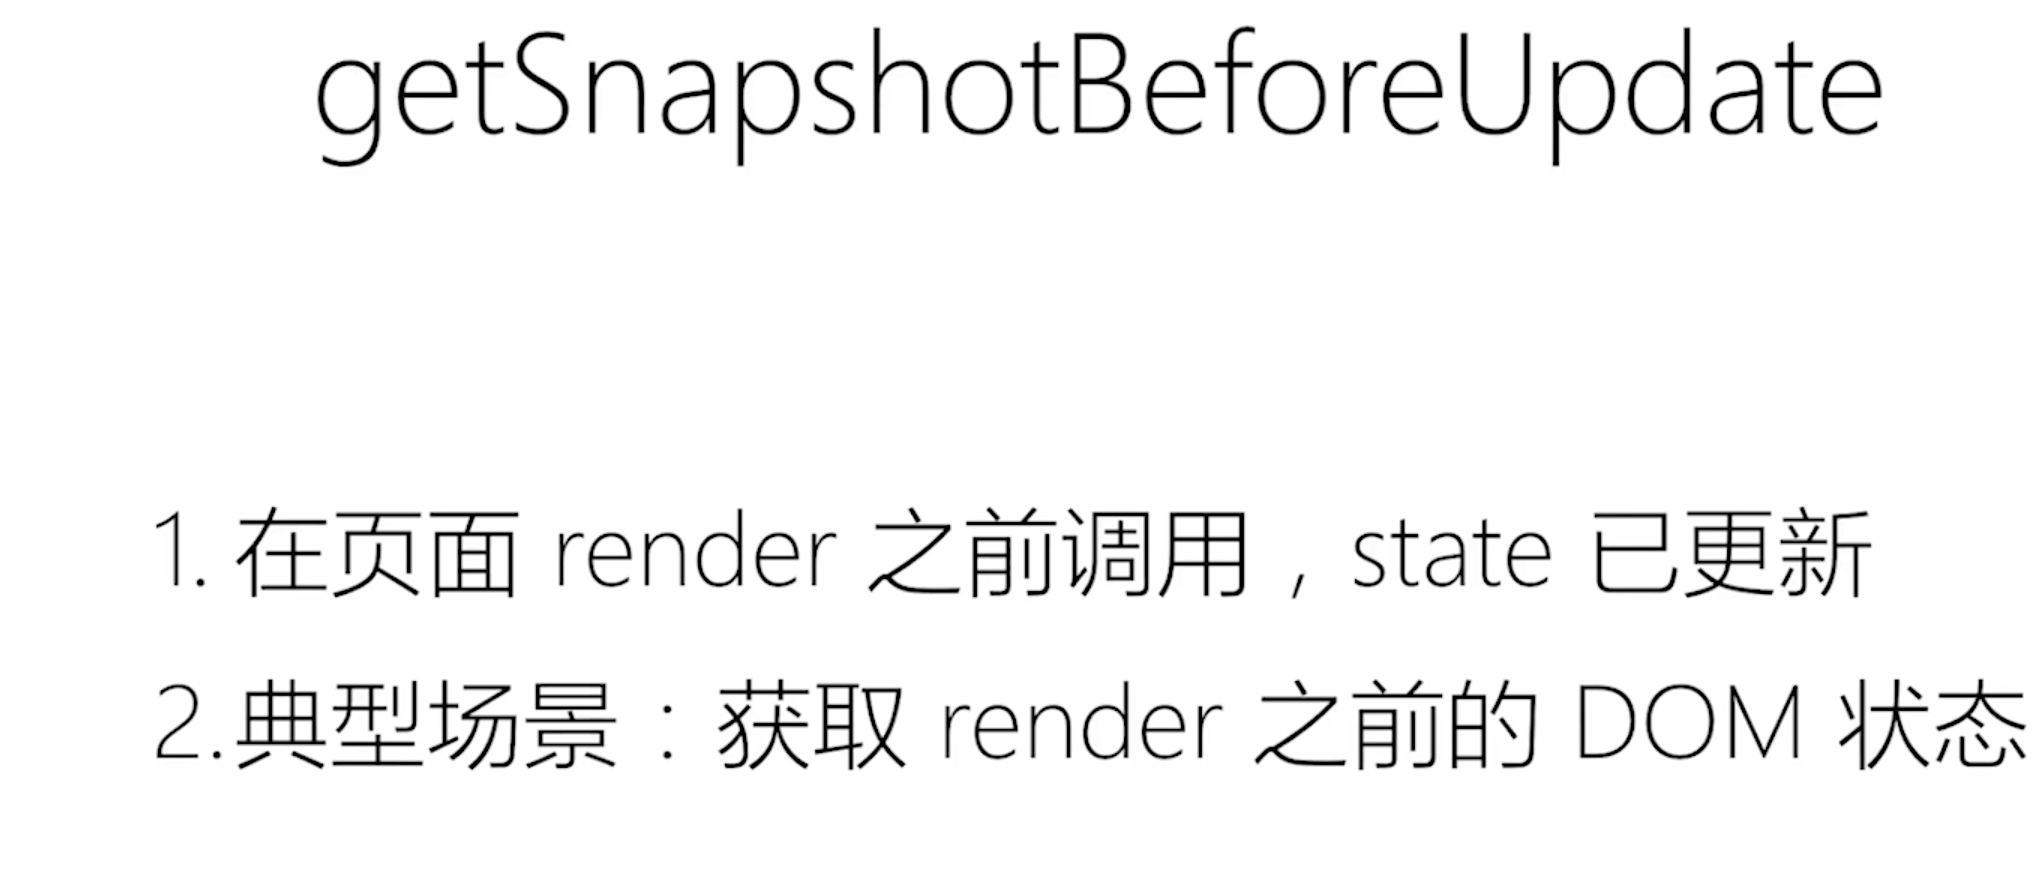 getSnapshotBeforeUpdate
1. 在页面 render 之前调用，state 已更新
2.典型场景：获取 render 之前的 DOM 状态